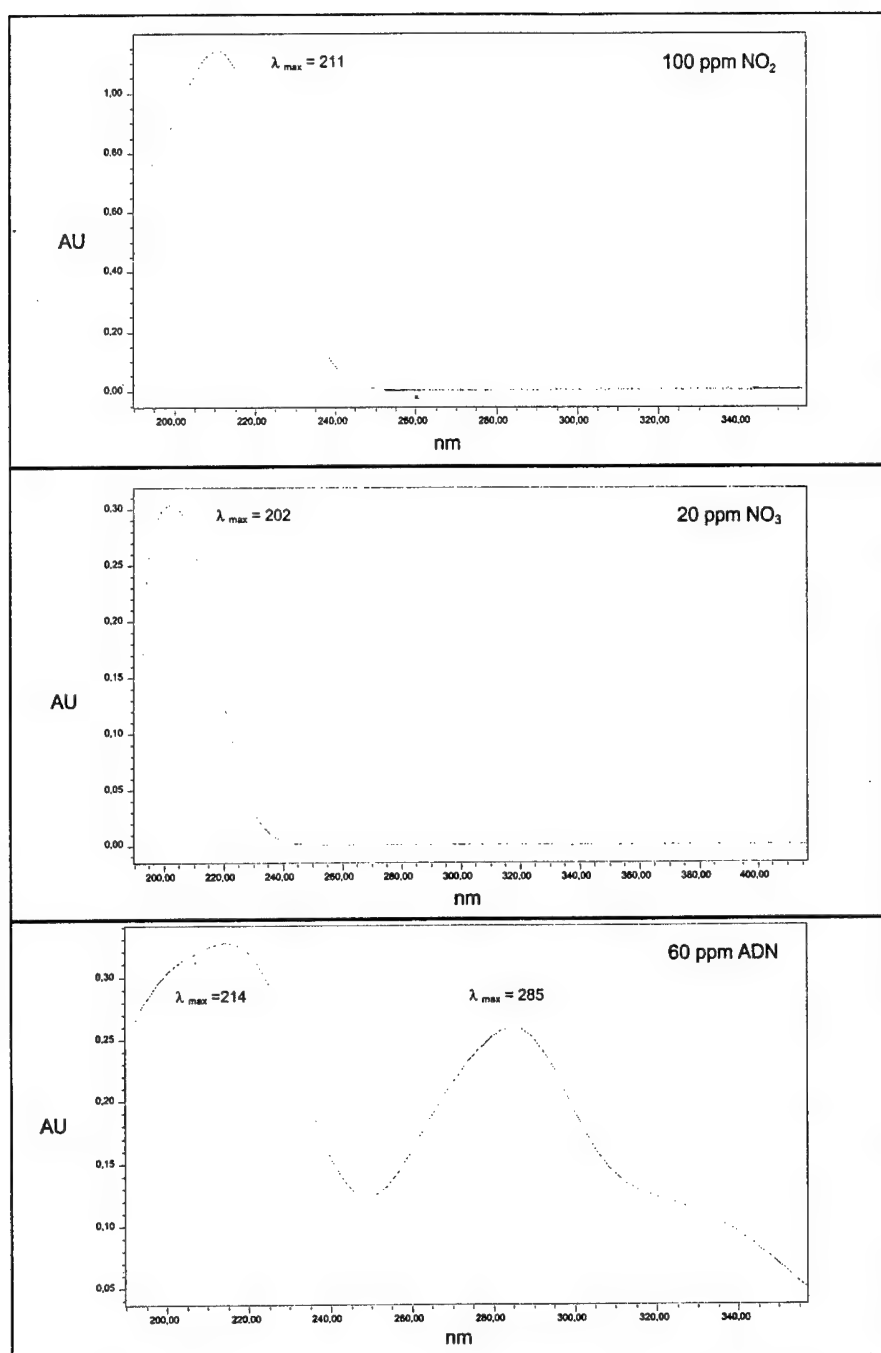 λ max = 211
100 ppm NO₂
1,00
0,80
0,60
0,40
0,20
0,00
AU
200,00 220,00 240,00 260,00 280,00 300,00 320,00 340,00
nm
λ max = 202
20 ppm NO₃
0,30
0,25
0,20
0,15
0,10
0,05
0,00
AU
200,00 220,00 240,00 260,00 280,00 300,00 320,00 340,00 360,00 380,00 400,00
nm
60 ppm ADN
λ max =214
λ max = 285
0,30
0,25
0,20
0,15
0,10
0,05
AU
200,00 220,00 240,00 260,00 280,00 300,00 320,00 340,00
nm